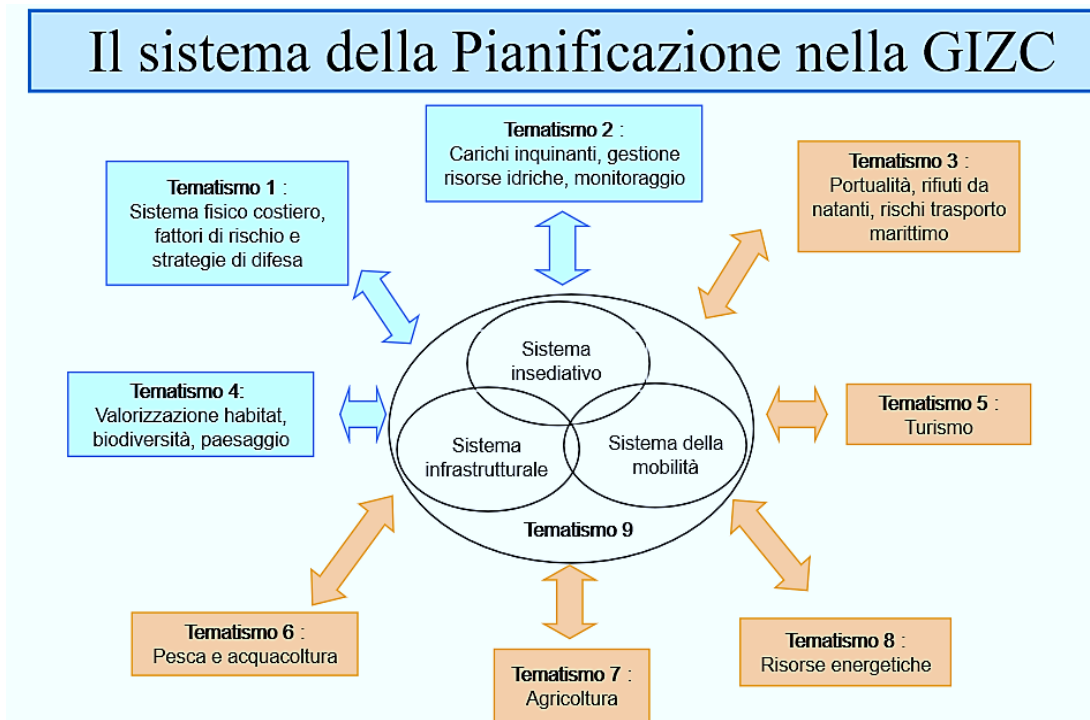 Il sistema della Pianificazione nella GIZC
Tematismo 1 :
Sistema fisico costiero,
fattori di rischio e
strategie di difesa
Tematismo 2 :
Carichi inquinanti, gestione
risorse idriche, monitoraggio
Tematismo 3 :
Portualità, rifiuti da
natanti, rischi trasporto
marittimo
Tematismo 4:
Valorizzazione habitat,
biodiversità, paesaggio
Sistema
insediativo
Sistema
infrastrutturale
Sistema della
mobilità
Tematismo 9
Tematismo 5 :
Turismo
Tematismo 6 :
Pesca e acquacoltura
Tematismo 7 :
Agricoltura
Tematismo 8 :
Risorse energetiche